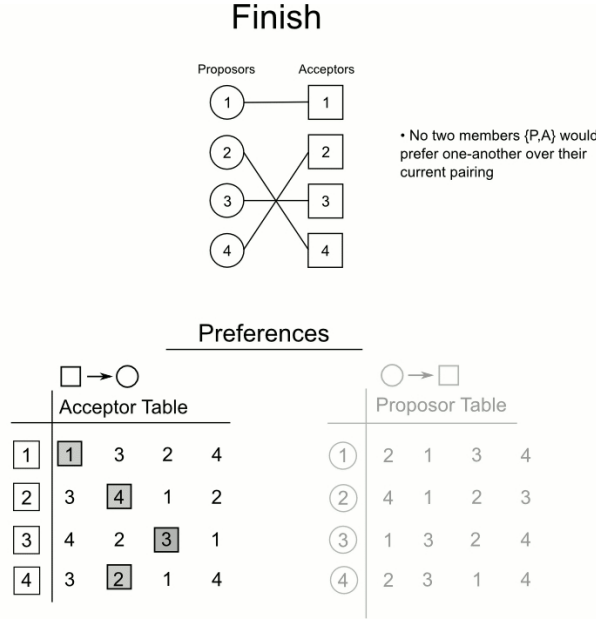 Finish
Proposors Acceptors
1 1
2 2
3 3
4 4
• No two members {P,A} would
prefer one-another over their
current pairing
Preferences
Acceptor Table
1 1 3 2 4
2 3 4 1 2
3 4 2 3 1
4 3 2 1 4
Proposor Table
1 2 1 3 4
2 4 1 2 3
3 1 3 2 4
4 2 3 1 4